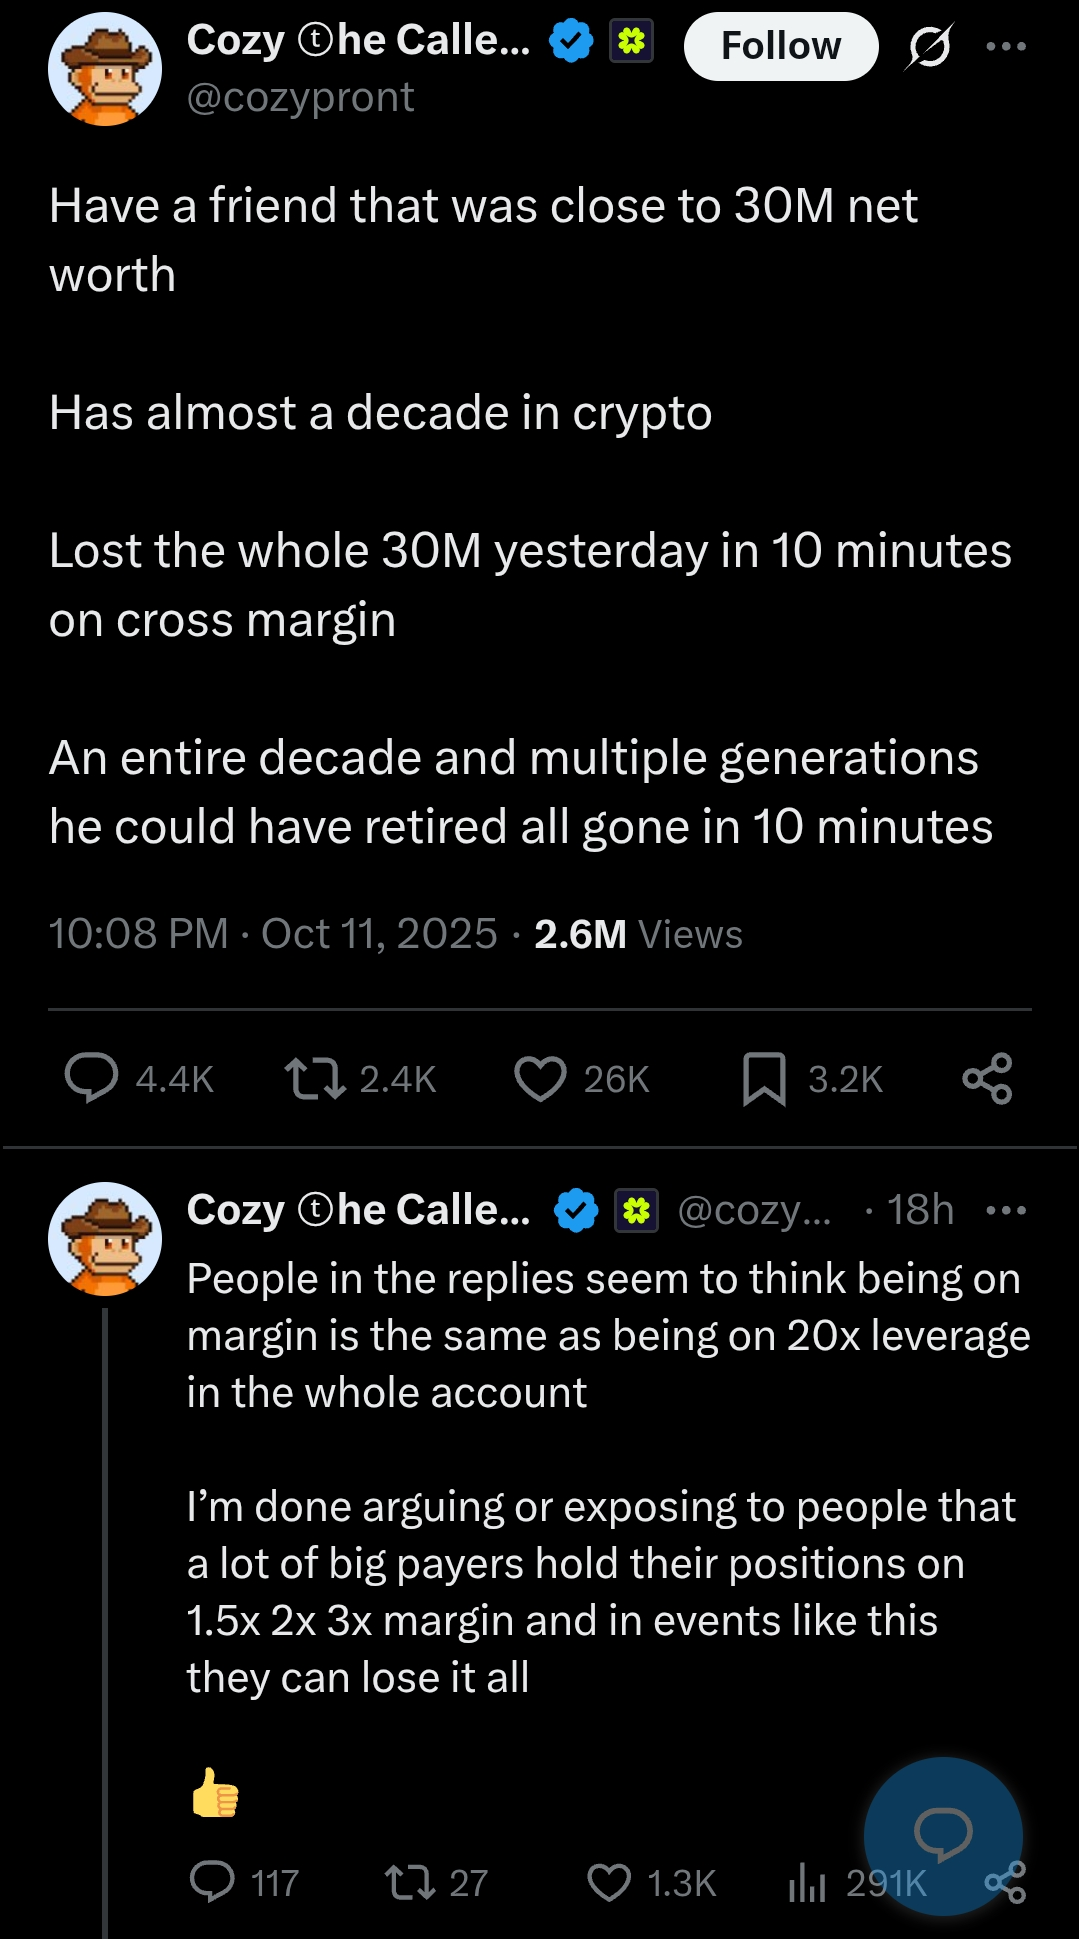 Cozy ⓣhe Calle...
Follow
@cozypront
Have a friend that was close to 30M net
worth
Has almost a decade in crypto
Lost the whole 30M yesterday in 10 minutes
on cross margin
An entire decade and multiple generations
he could have retired all gone in 10 minutes
10:08 PM · Oct 11, 2025 · 2.6M Views
4.4K 2.4K 26K 3.2K
Cozy ⓣhe Calle... @cozy... · 18h
People in the replies seem to think being on
margin is the same as being on 20x leverage
in the whole account
I’m done arguing or exposing to people that
a lot of big payers hold their positions on
1.5x 2x 3x margin and in events like this
they can lose it all
👍
117 27 1.3K 291K